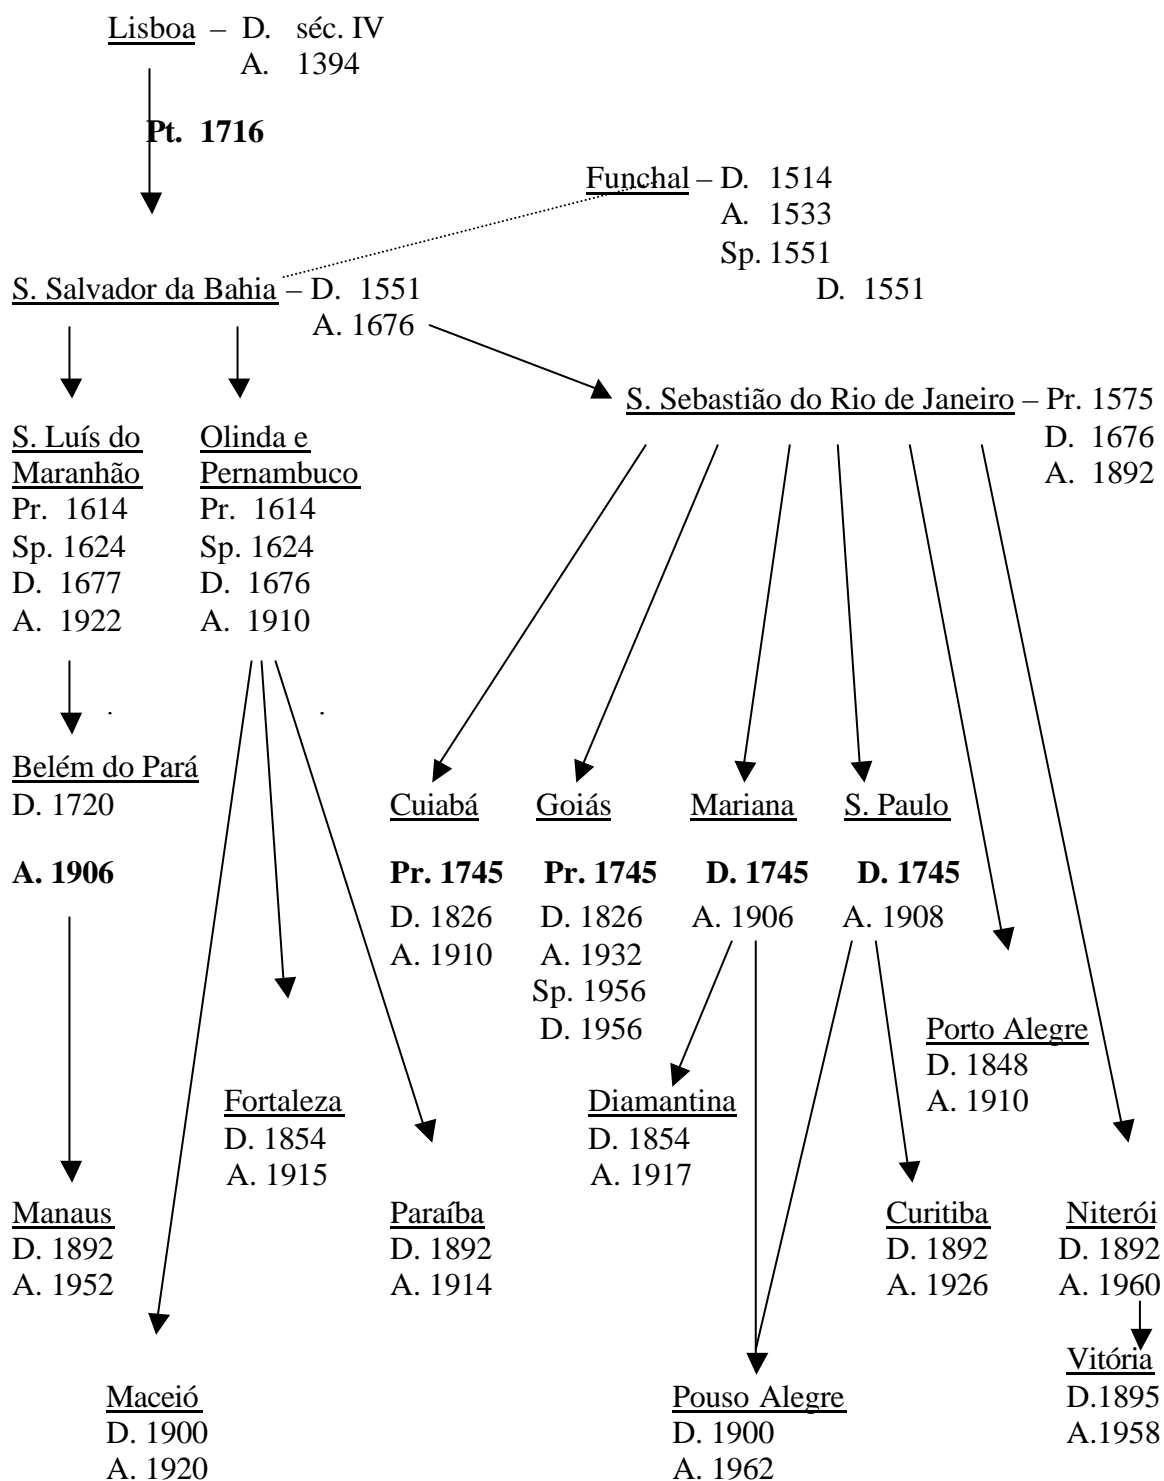 Lisboa – D. séc. IV
A. 1394
Pt. 1716
Funchal – D. 1514
A. 1533
Sp. 1551
D. 1551
S. Salvador da Bahia – D. 1551
A. 1676
S. Sebastião do Rio de Janeiro – Pr. 1575
D. 1676
A. 1892
S. Luís do
Maranhão
Pr. 1614
Sp. 1624
D. 1677
A. 1922
Olinda e
Pernambuco
Pr. 1614
Sp. 1624
D. 1676
A. 1910
Belém do Pará
D. 1720
A. 1906
Cuiabá
Pr. 1745
D. 1826
A. 1910
Goiás
Pr. 1745
D. 1826
A. 1932
Sp. 1956
D. 1956
Mariana
D. 1745
A. 1906
S. Paulo
D. 1745
A. 1908
Porto Alegre
D. 1848
A. 1910
Fortaleza
D. 1854
A. 1915
Diamantina
D. 1854
A. 1917
Manaus
D. 1892
A. 1952
Paraíba
D. 1892
A. 1914
Curitiba
D. 1892
A. 1926
Niterói
D. 1892
A. 1960
Vitória
D.1895
A.1958
Maceió
D. 1900
A. 1920
Pouso Alegre
D. 1900
A. 1962